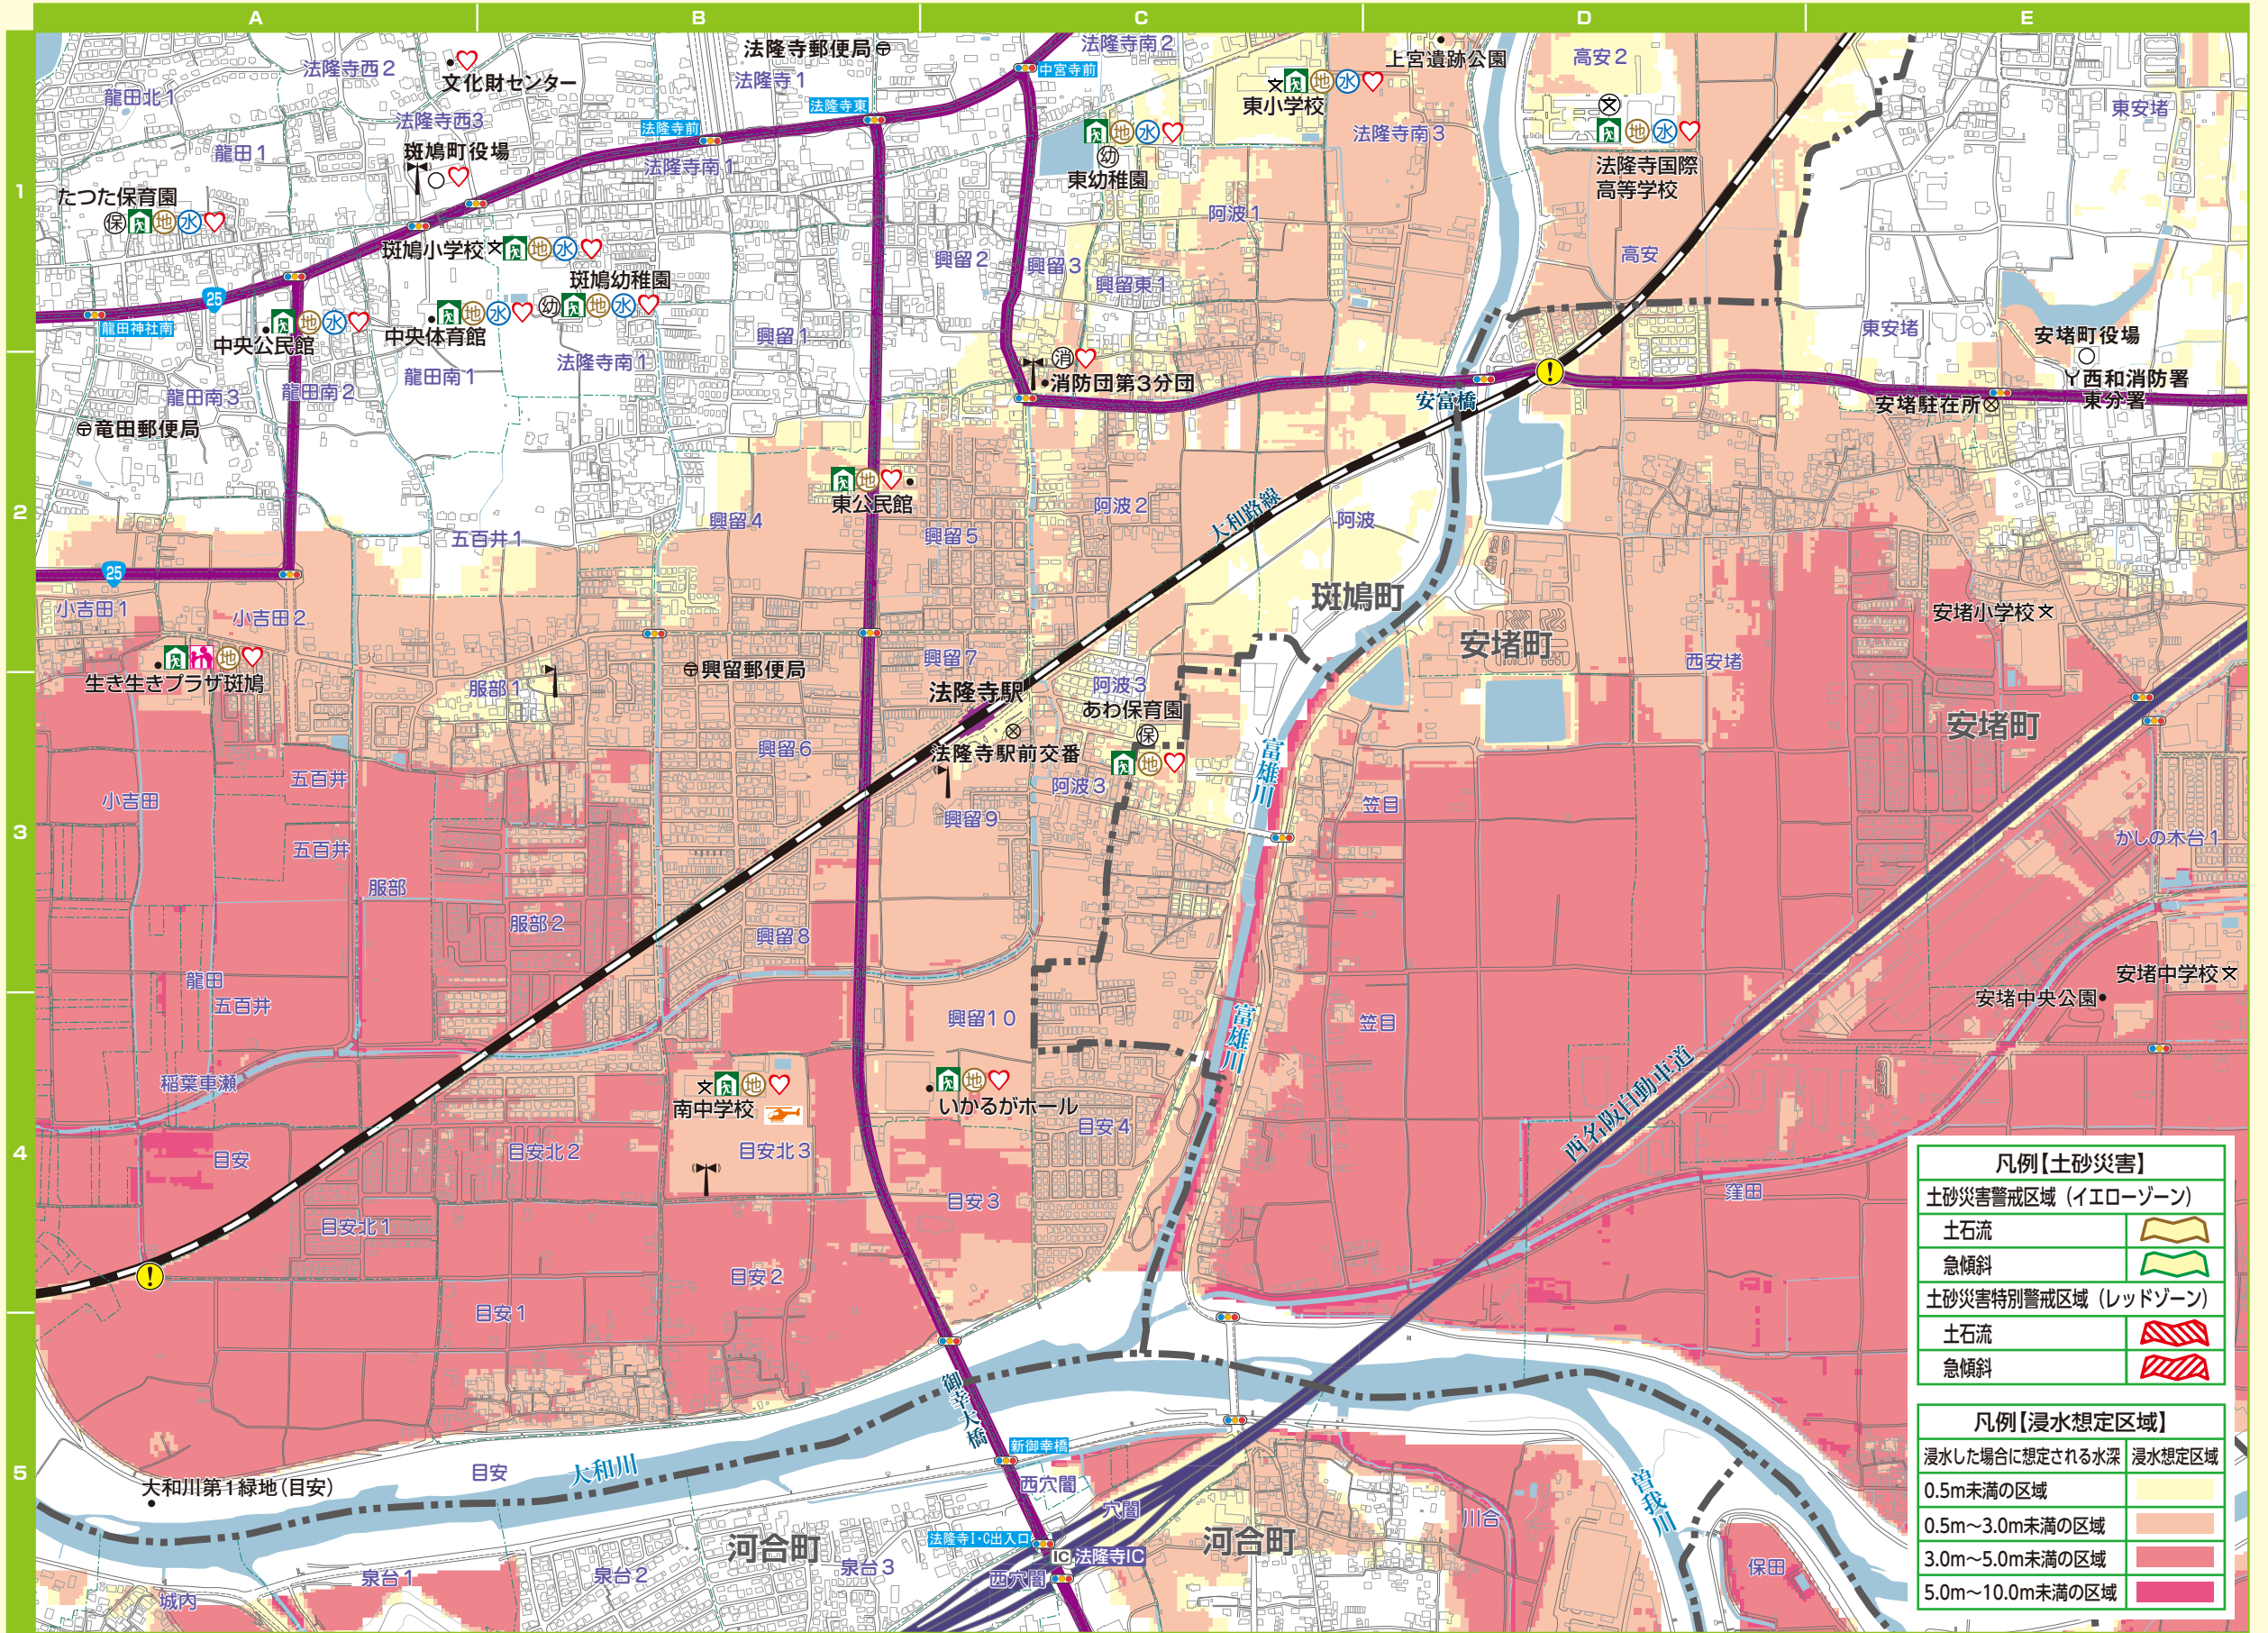 A
B
C
D
E
1
2
3
4
5
法隆寺郵便局
法隆寺南2
上宮遺跡公園
高安2
法隆寺西2
文化財センター
法隆寺1
中宮寺前
龍田北1
法隆寺東
東小学校
地
水
文
東安堵
法隆寺西3
法隆寺前
法隆寺南3
地
水
龍田1
斑鳩町役場
法隆寺南1
地
水
幼
東幼稚園
法隆寺国際
高等学校
たつた保育園
保
地
水
阿波1
斑鳩小学校
地
水
興留2
興留3
高安
斑鳩幼稚園
興留東1
25
幼
地
水
龍田神社南
地
水
中央公民館
地
水
中央体育館
興留1
東安堵
安堵町役場
法隆寺南1
消
消防団第3分団
龍田南3
龍田南2
龍田南1
安富橋
西和消防署
東分署
安堵駐在所
竜田郵便局
地
東公民館
興留4
興留5
阿波2
大和路線
阿波
五百井1
25
小吉田1
小吉田2
斑鳩町
安堵小学校
安堵町
西安堵
地
生き生きプラザ斑鳩
服部1
興留郵便局
興留7
法隆寺駅
阿波3
あわ保育園
保
安堵町
法隆寺駅前交番
地
富雄川
興留6
阿波3
五百井
小吉田
笠目
興留9
かしの木台1
五百井
服部
服部2
興留8
龍田
五百井
安堵中学校
安堵中央公園
興留10
富雄川
笠目
稲葉車瀬
地
南中学校
地
いかるがホール
西名阪自動車道
目安4
目安
目安北2
目安北3
目安3
窪田
目安北1
目安2
目安1
御幸大橋
新御幸橋
大和川
目安
大和川第1緑地(目安)
西穴闇
穴闇
曽我川
川合
法隆寺I・C出入口
河合町
河合町
IC
法隆寺IC
西穴闇
泉台3
泉台2
泉台1
城内
保田
凡例【土砂災害】
土砂災害警戒区域（イエローゾーン）
土石流
急傾斜
土砂災害特別警戒区域（レッドゾーン）
土石流
急傾斜
凡例【浸水想定区域】
浸水した場合に想定される水深 浸水想定区域
0.5m未満の区域
0.5m～3.0m未満の区域
3.0m～5.0m未満の区域
5.0m～10.0m未満の区域